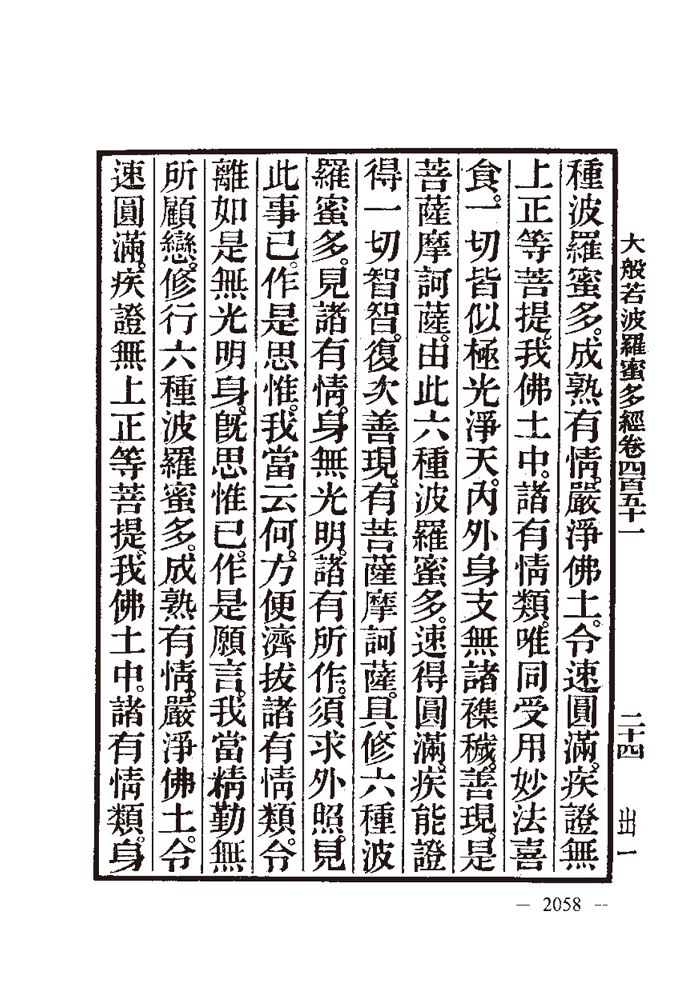 大般若波羅蜜多經卷四百五十一　二十四　出一
種波羅蜜多。成熟有情。嚴淨佛土。令速圓滿。疾證無
上正等菩提。我佛土中。諸有情類。唯同受用妙法喜
食。一切皆似極光淨天。內外身支無諸襍穢。善現。是
菩薩摩訶薩。由此六種波羅蜜多。速得圓滿。疾能證
得一切智智。復次善現。有菩薩摩訶薩。具修六種波
羅蜜多。見諸有情。身無光明。諸有所作。須求外照。見
此事已。作是思惟。我當云何。方便濟拔諸有情類。令
離如是無光明身。旣思惟已。作是願言。我當精勤無
所顧戀。修行六種波羅蜜多。成熟有情。嚴淨佛土。令
速圓滿。疾證無上正等菩提。我佛土中。諸有情類。身
— 2058 --